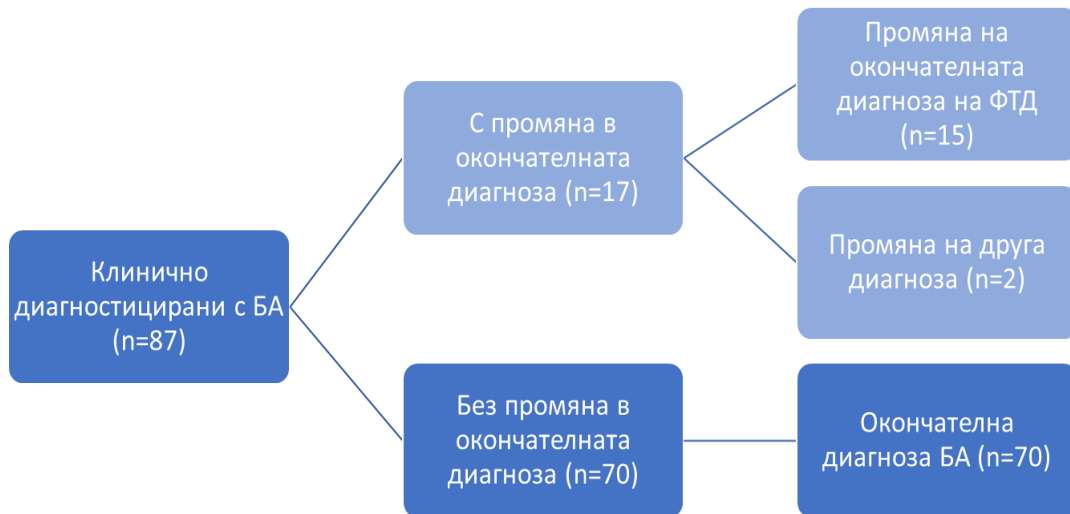 Клинично
диагностицирани с БА
(n=87)
С промяна в
окончателната
диагноза (n=17)
Промяна на
окончателната
диагноза на ФТД
(n=15)
Промяна на друга
диагноза (n=2)
Без промяна в
окончателната
диагноза (n=70)
Окончателна
диагноза БА (n=70)